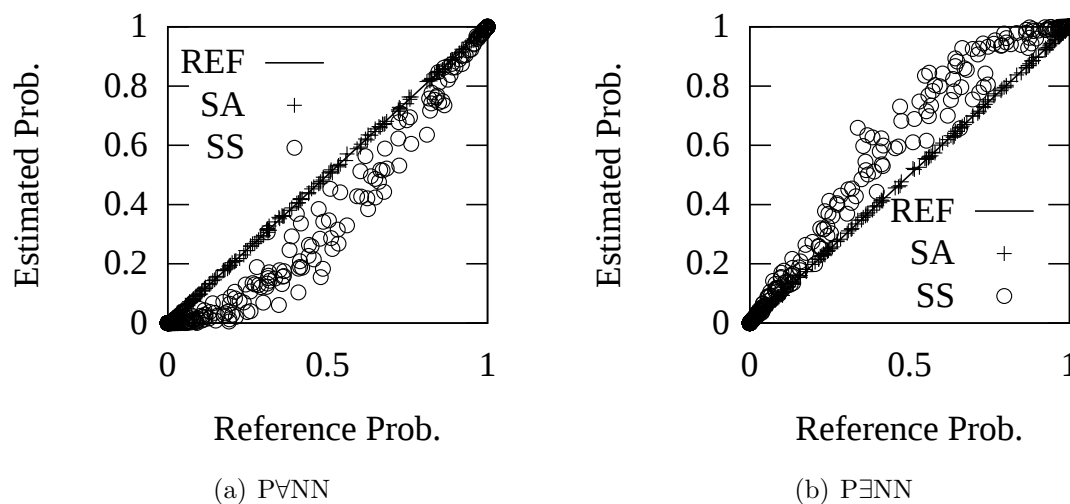 Estimated Prob.
1
0.8
0.6
0.4
0.2
0
REF
SA
SS
0
0.5
1
Reference Prob.
(a) P∀NN
Estimated Prob.
1
0.8
0.6
0.4
0.2
0
REF
SA
SS
0
0.5
1
Reference Prob.
(b) P∃NN